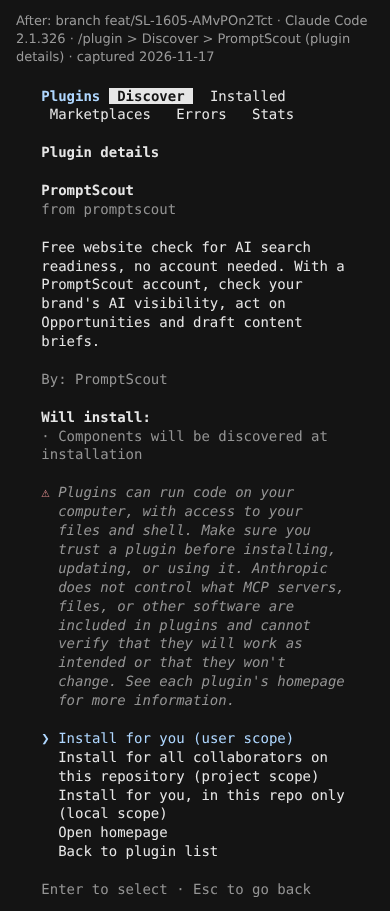 After: branch feat/SL-1605-AMvPOn2Tct · Claude Code
2.1.326 · /plugin > Discover > PromptScout (plugin
details) · captured 2026-11-17
Plugins Discover Installed
Marketplaces Errors Stats
Plugin details
PromptScout
from promptscout
Free website check for AI search
readiness, no account needed. With a
PromptScout account, check your
brand's AI visibility, act on
Opportunities and draft content
briefs.
By: PromptScout
Will install:
· Components will be discovered at
installation
⚠ Plugins can run code on your
computer, with access to your
files and shell. Make sure you
trust a plugin before installing,
updating, or using it. Anthropic
does not control what MCP servers,
files, or other software are
included in plugins and cannot
verify that they will work as
intended or that they won't
change. See each plugin's homepage
for more information.
❯ Install for you (user scope)
Install for all collaborators on
this repository (project scope)
Install for you, in this repo only
(local scope)
Open homepage
Back to plugin list
Enter to select · Esc to go back